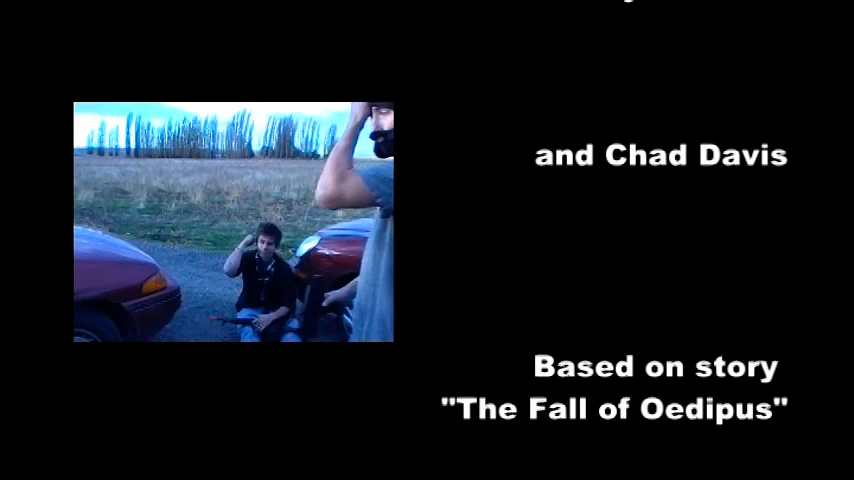 and Chad Davis
Based on story
"The Fall of Oedipus"